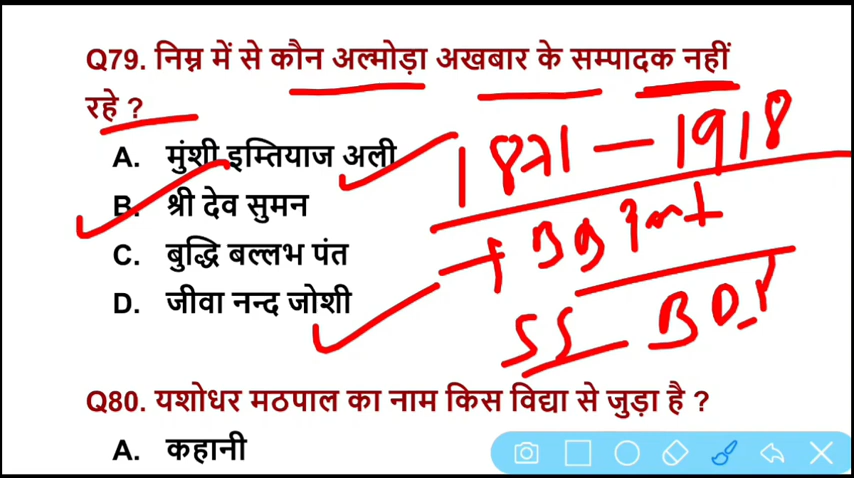 Q79. निम्न में से कौन अल्मोड़ा अखबार के सम्पादक नहीं
रहे ?
A. मुंशी इम्तियाज अली
B. श्री देव सुमन
C. बुद्धि बल्लभ पंत
D. जीवा नन्द जोशी
1871 - 1918
SS BDP
Q80. यशोधर मठपाल का नाम किस विद्या से जुड़ा है ?
A. कहानी